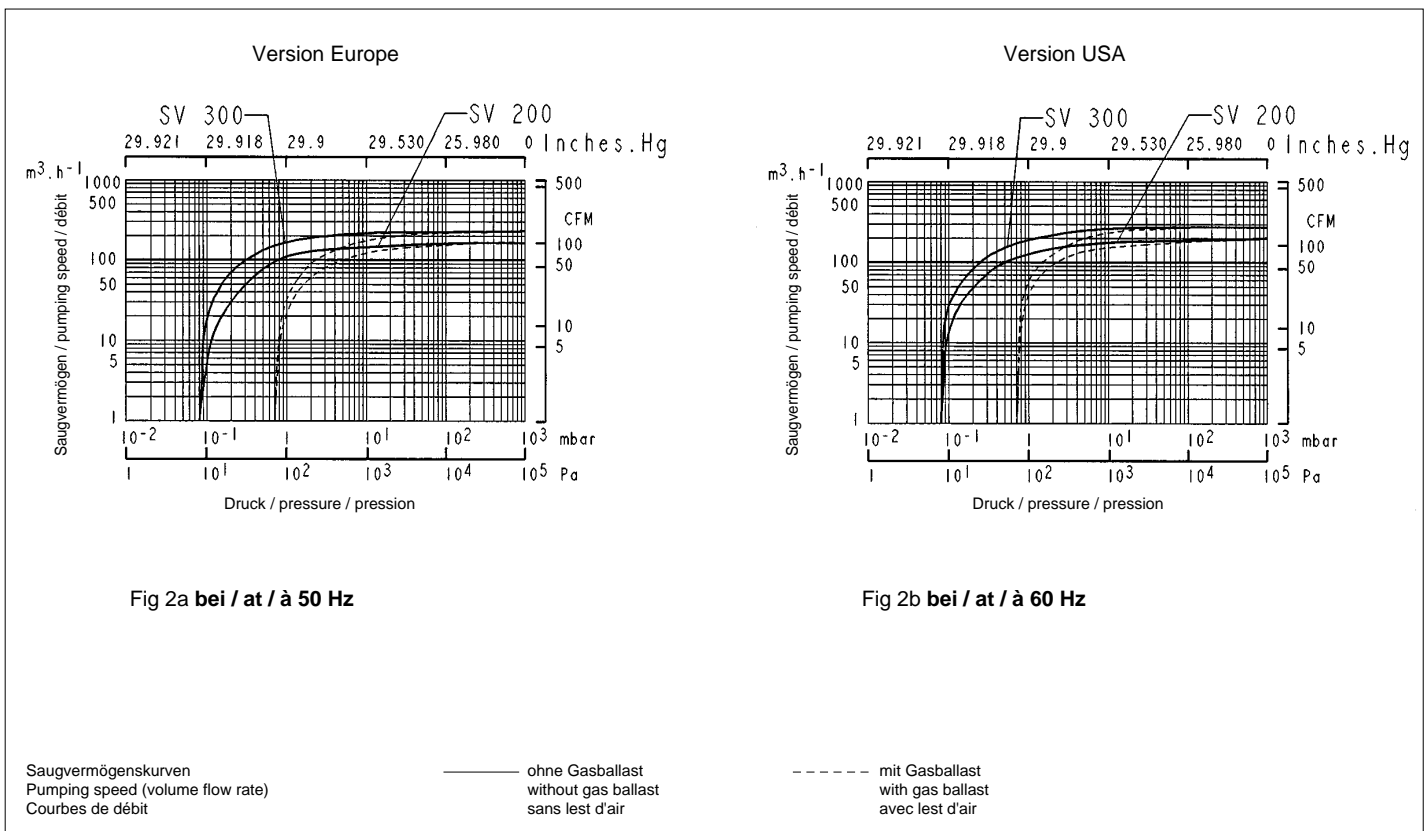 Version Europe
SV 300
SV 200
29.921 29.918 29.9 29.530 25.980 0 Inches.Hg
m³.h⁻¹
Saugvermögen / pumping speed / débit
1000
500
100
50
10
5
1
500
CFM
100
50
10
5
10⁻² 10⁻¹ 1 10¹ 10² 10³ mbar
1 10¹ 10² 10³ 10⁴ 10⁵ Pa
Druck / pressure / pression
Fig 2a bei / at / à 50 Hz
Version USA
SV 300
SV 200
29.921 29.918 29.9 29.530 25.980 0 Inches.Hg
m³.h⁻¹
Saugvermögen / pumping speed / débit
1000
500
100
50
10
5
1
500
CFM
100
50
10
5
10⁻² 10⁻¹ 1 10¹ 10² 10³ mbar
1 10¹ 10² 10³ 10⁴ 10⁵ Pa
Druck / pressure / pression
Fig 2b bei / at / à 60 Hz
Saugvermögenskurven
Pumping speed (volume flow rate)
Courbes de débit
ohne Gasballast
without gas ballast
sans lest d'air
mit Gasballast
with gas ballast
avec lest d'air